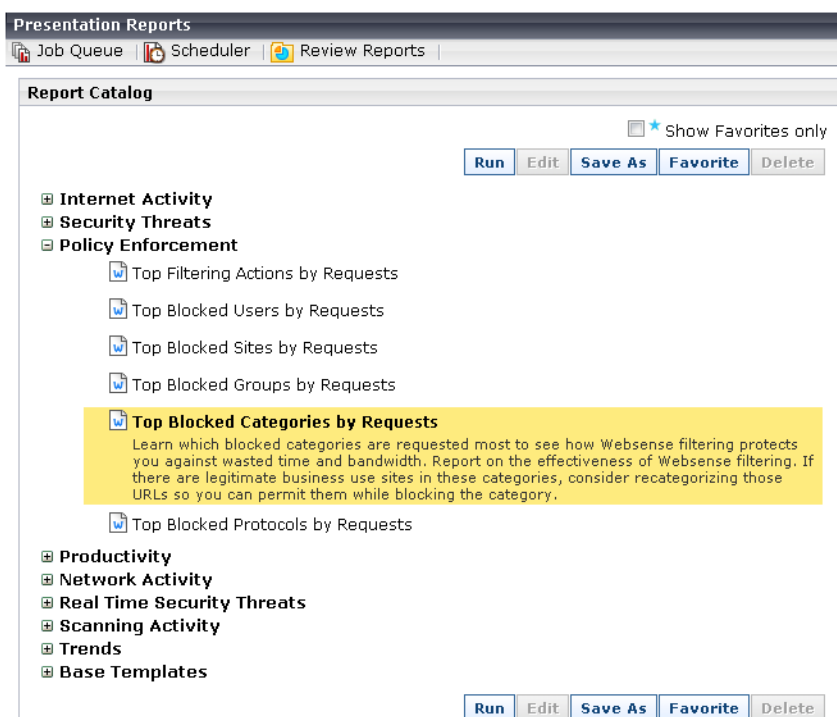 Presentation Reports
Job Queue | Scheduler | Review Reports |
Report Catalog
Show Favorites only
Run Edit Save As Favorite Delete
Internet Activity
Security Threats
Policy Enforcement
Top Filtering Actions by Requests
Top Blocked Users by Requests
Top Blocked Sites by Requests
Top Blocked Groups by Requests
Top Blocked Categories by Requests
Learn which blocked categories are requested most to see how Websense filtering protects
you against wasted time and bandwidth. Report on the effectiveness of Websense filtering. If
there are legitimate business use sites in these categories, consider recategorizing those
URLs so you can permit them while blocking the category.
Top Blocked Protocols by Requests
Productivity
Network Activity
Real Time Security Threats
Scanning Activity
Trends
Base Templates
Run Edit Save As Favorite Delete